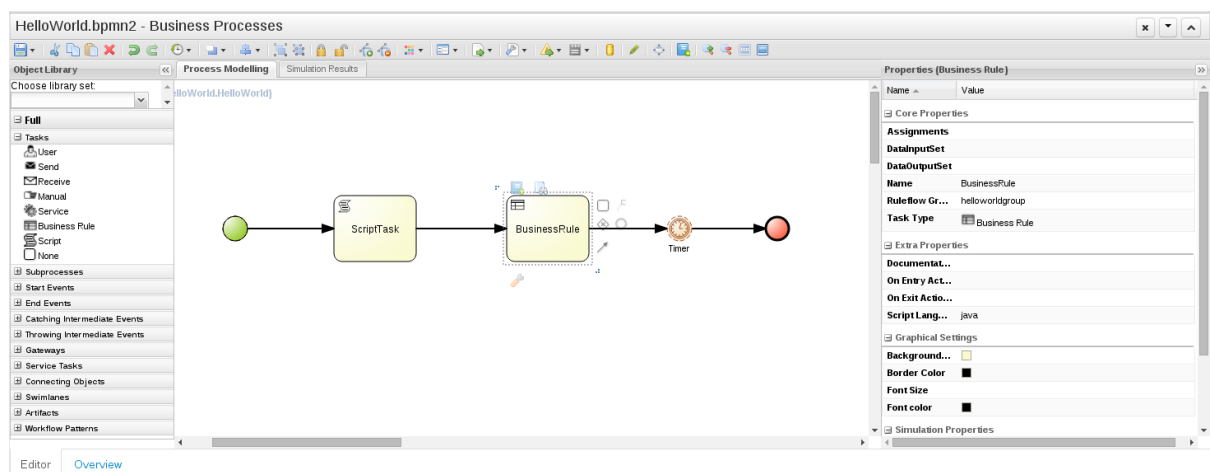 HelloWorld.bpmn2 - Business Processes
Object Library
Process Modelling
Simulation Results
Properties (Business Rule)
Choose library set:
Full
Tasks
User
Send
Receive
Manual
Service
Business Rule
Script
None
Subprocesses
Start Events
End Events
Catching Intermediate Events
Throwing Intermediate Events
Gateways
Service Tasks
Connecting Objects
Swimlanes
Artifacts
Workflow Patterns
lloWorld.HelloWorld)
ScriptTask
BusinessRule
Timer
Name
Value
Core Properties
Assignments
DataInputSet
DataOutputSet
Name BusinessRule
Ruleflow Gr... helloworldgroup
Task Type Business Rule
Extra Properties
Documentat...
On Entry Act...
On Exit Actio...
Script Lang... java
Graphical Settings
Background...
Border Color
Font Size
Font color
Simulation Properties
Editor
Overview